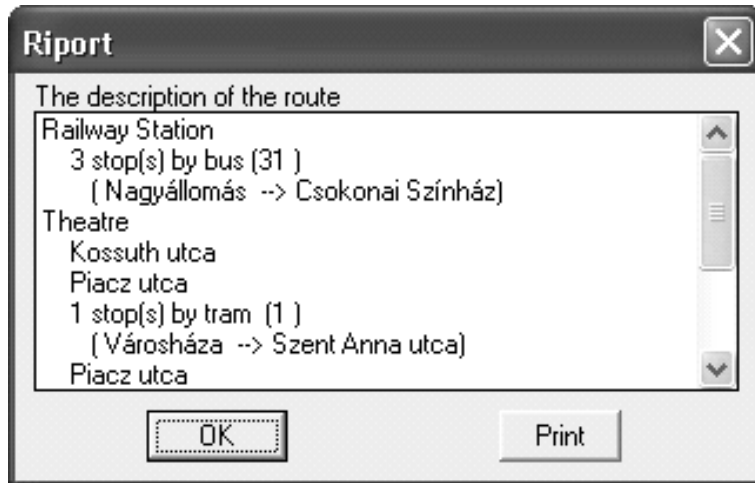 Riport
The description of the route
Railway Station
3 stop(s) by bus (31 )
( Nagyállomás --> Csokonai Színház)
Theatre
Kossuth utca
Piacz utca
1 stop(s) by tram (1 )
( Városháza --> Szent Anna utca)
Piacz utca
OK
Print